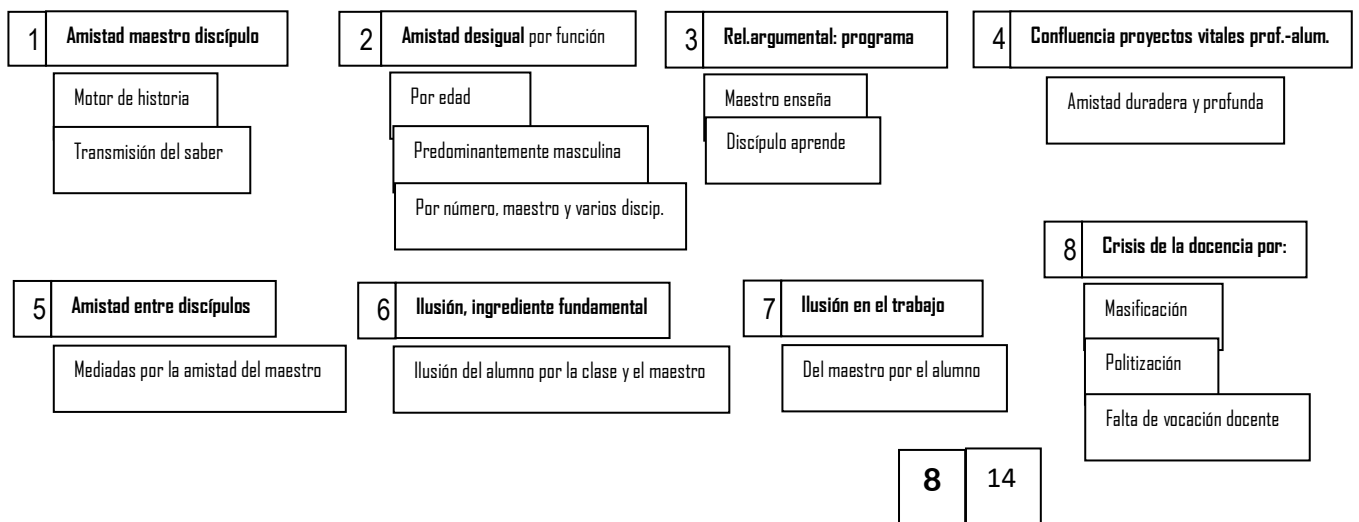 1 Amistad maestro discípulo
Motor de historia
Transmisión del saber
2 Amistad desigual por función
Por edad
Predominantemente masculina
Por número, maestro y varios discip.
3 Rel.argumental: programa
Maestro enseña
Discípulo aprende
4 Confluencia proyectos vitales prof.-alum.
Amistad duradera y profunda
5 Amistad entre discípulos
Mediadas por la amistad del maestro
6 Ilusión, ingrediente fundamental
Ilusión del alumno por la clase y el maestro
7 Ilusión en el trabajo
Del maestro por el alumno
8 Crisis de la docencia por:
Masificación
Politización
Falta de vocación docente
8 14